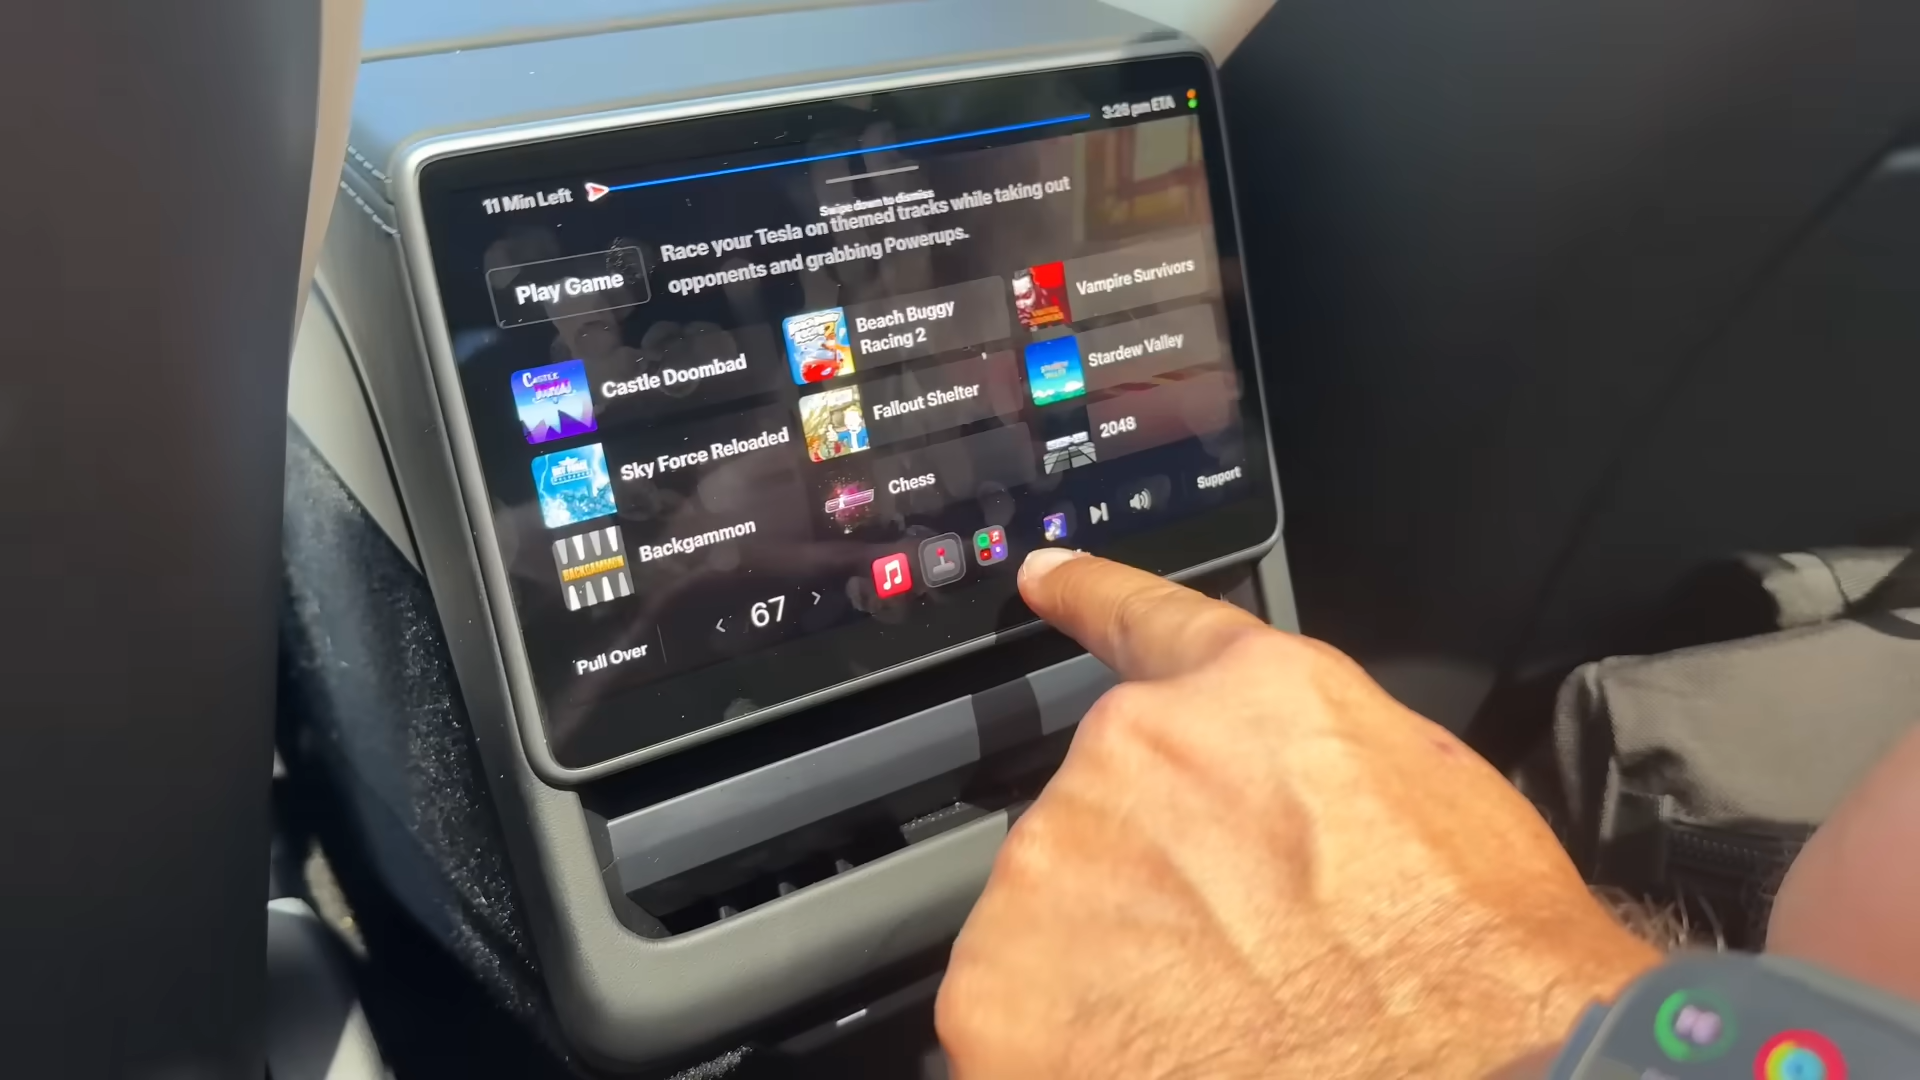 11 Min Left
3:26 pm ETA
Swipe down to dismiss
Play Game
Race your Tesla on themed tracks while taking out
opponents and grabbing Powerups.
Castle Doombad
Beach Buggy
Racing 2
Vampire Survivors
Sky Force Reloaded
Fallout Shelter
Stardew Valley
BACKGAMMON
Backgammon
Chess
2048
Pull Over
67
Support